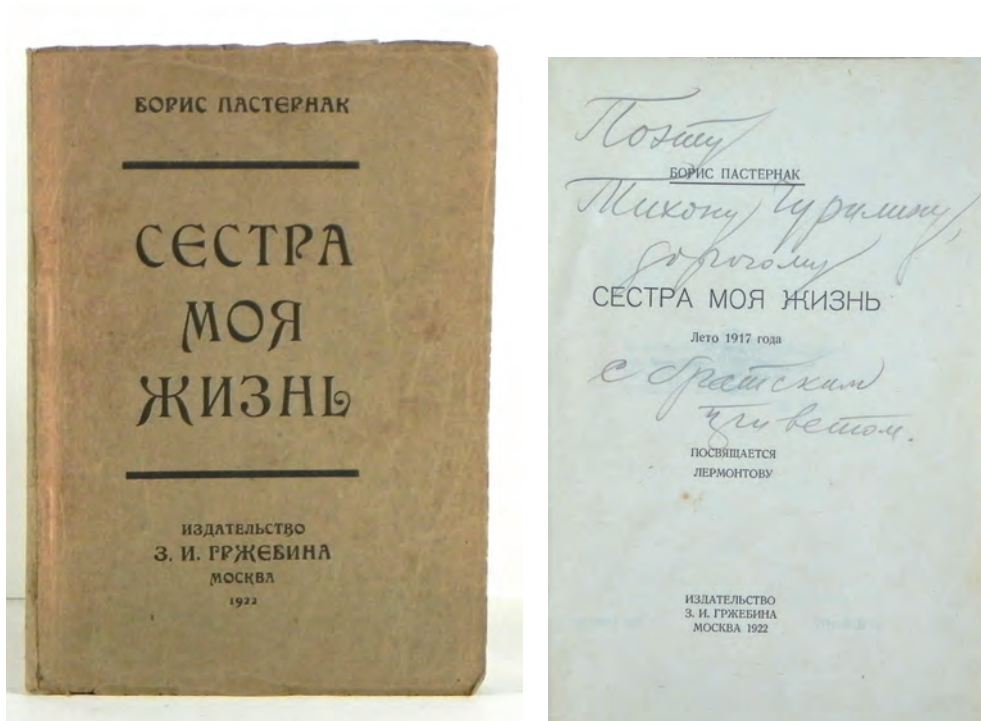 БОРИС ПАСТЕРНАК
СЕСТРА
МОЯ
ЖИЗНЬ
ИЗДАТЕЛЬСТВО
З. И. ГРЖЕБИНА
МОСКВА
1922
Поэту
БОРИС ПАСТЕРНАК
Тихону Чурилину,
дорогому
СЕСТРА МОЯ ЖИЗНЬ
Лето 1917 года
с братским
приветом.
ПОСВЯЩАЕТСЯ
ЛЕРМОНТОВУ
ИЗДАТЕЛЬСТВО
З. И. ГРЖЕБИНА
МОСКВА 1922